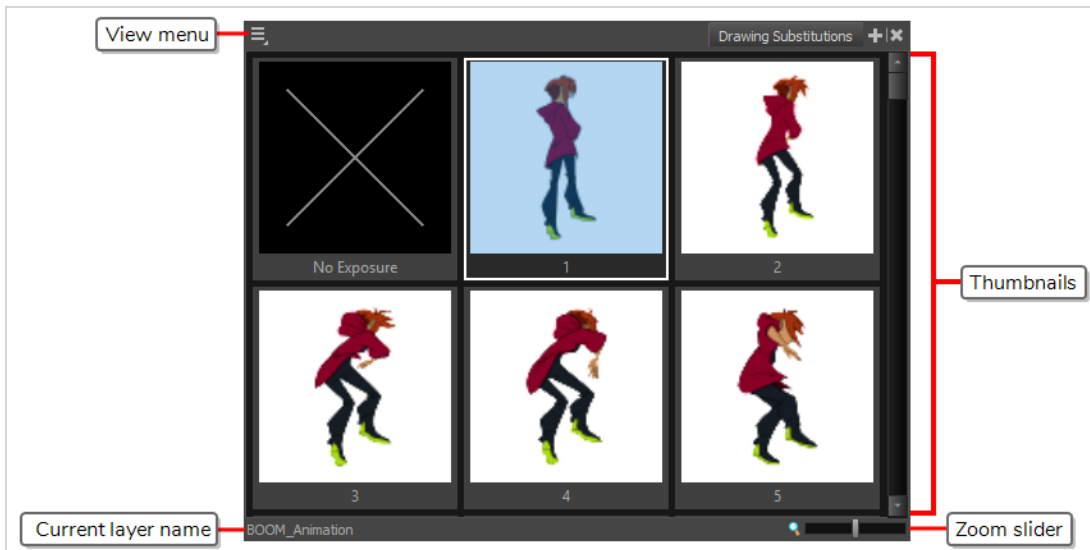 View menu
Drawing Substitutions
No Exposure
1
2
Thumbnails
3
4
5
Current layer name
BOOM_Animation
Zoom slider